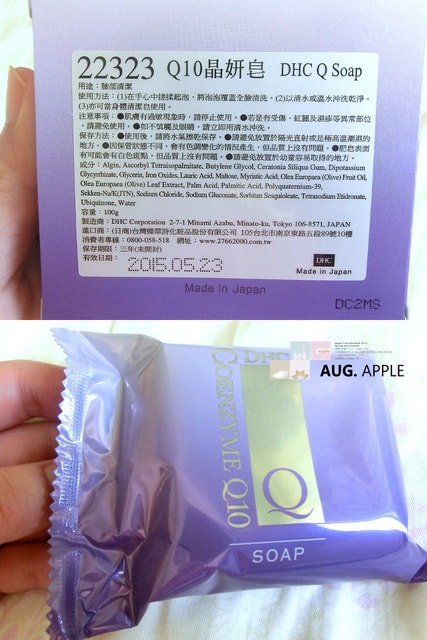 22323 Q10晶妍皂 DHC Q Soap
用途：臉部清潔
使用方法：(1)在手心中搓揉起泡，將泡泡覆蓋全臉清洗。(2)以清水或溫水沖洗乾淨。
(3)亦可當身體清潔皂使用。
注意事項：●肌膚有過敏現象時，請停止使用。●若是有受傷、紅腫及濕疹等異常部位
，請避免使用。●如不慎觸及眼睛，請立即用清水沖洗。
保存方法：●使用後，請將水氣擦乾保存。●請避免放置於陽光直射或是極高溫潮濕的
地方。●因保管狀態不同，會有色調變化的情況產生，但品質上沒有問題。●肥皂表面
有可能會有白色斑點，但品質上沒有問題。●請避免放置於幼童容易取得的地方。
成分：Algin, Ascorbyl Tetraisopalmitate, Butylene Glycol, Ceratonia Siliqua Gum, Dipotassium
Glycyrrhizate, Glycerin, Iron Oxides, Lauric Acid, Maltose, Myristic Acid, Olea Europaea (Olive) Fruit Oil,
Olea Europaea (Olive) Leaf Extract, Palm Acid, Palmitic Acid, Polyquaternium-39,
Sekken-Na/K(JTN), Sodium Chloride, Sodium Gluconate, Sorbitan Sesquioleate, Tetrasodium Etidronate,
Ubiquinone, Water
容量：100g
製造商：DHC Corporation 2-7-1 Minami Azabu, Minato-ku, Tokyo 106-8571, JAPAN
進口商：(日商)台灣蝶翠詩化粧品股份有限公司 105台北市南京東路五段89號10樓
消費者專線：0800-058-518 網址：www.27662000.com.tw
保存期限：三年(未開封)
有效日期：
2015.05.23
DHC
Made in Japan
Made in Japan
DC2MS
AUG. APPLE
DHC
COENZYME Q10
Q
SOAP